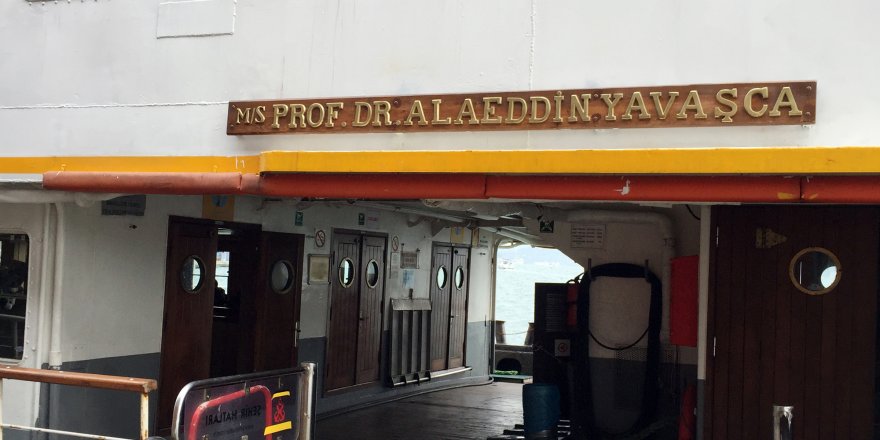 M/S PROF. DR. ALAEDDİN YAVAŞCA
ŞEHİR HATLARI